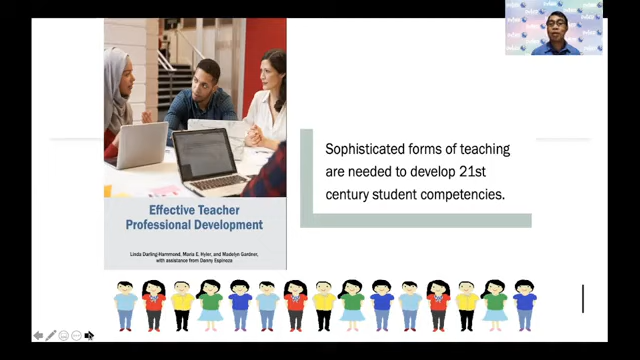 Sophisticated forms of teaching
are needed to develop 21st
century student competencies.
Effective Teacher
Professional Development
Linda Darling-Hammond, Maria E. Hyler, and Madelyn Gardner,
with assistance from Danny Espinoza